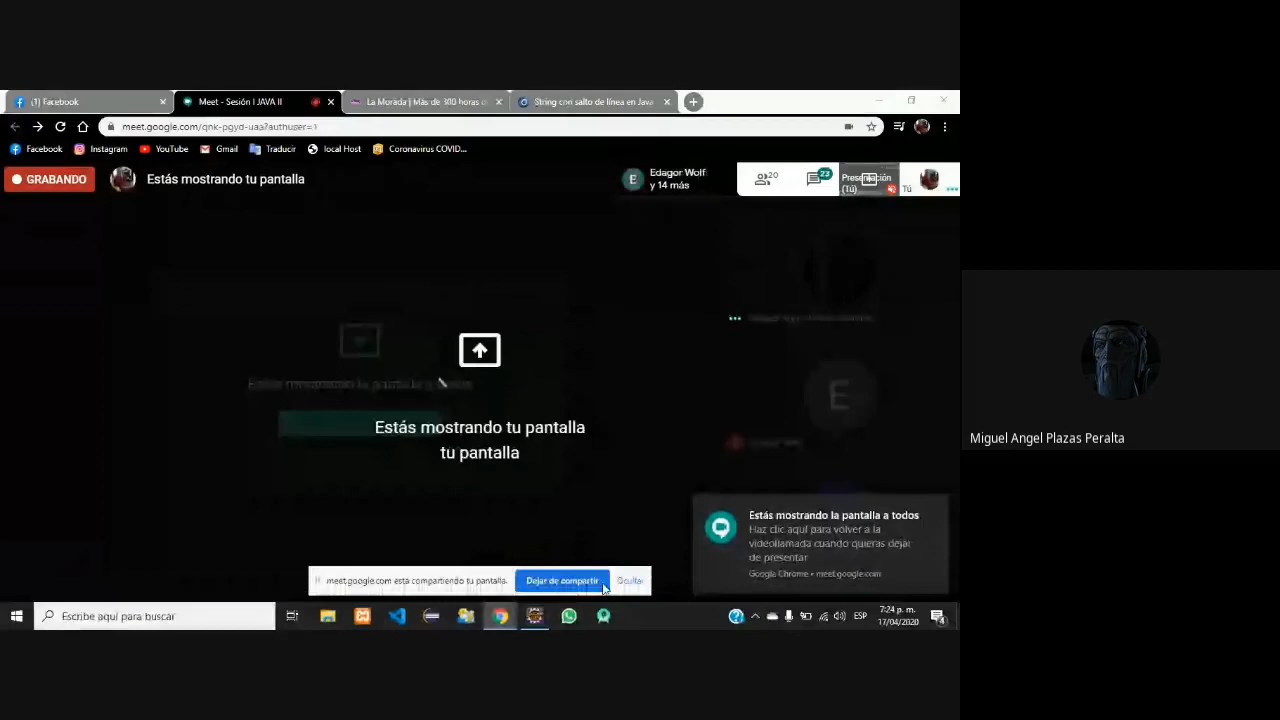 (1) Facebook
Meet - Sesión I JAVA II
La Morada | Más de 300 horas d
String con salto de línea en Java
meet.google.com/qnk-pgyd-uaa?authuser=1
Facebook
Instagram
YouTube
Gmail
Traducir
local Host
Coronavirus COVID...
GRABANDO
Estás mostrando tu pantalla
E
Edagor Wolf
y 14 más
20
23
Presentación
(Tú)
Tú
Estás mostrando tu pantalla
tu pantalla
E
Miguel Angel Plazas Peralta
Estás mostrando la pantalla a todos
Haz clic aquí para volver a la
videollamada cuando quieras dejar
de presentar
Google Chrome • meet.google.com
meet.google.com está compartiendo tu pantalla.
Dejar de compartir
Ocultar
Escribe aquí para buscar
ESP
7:24 p. m.
17/04/2020
4